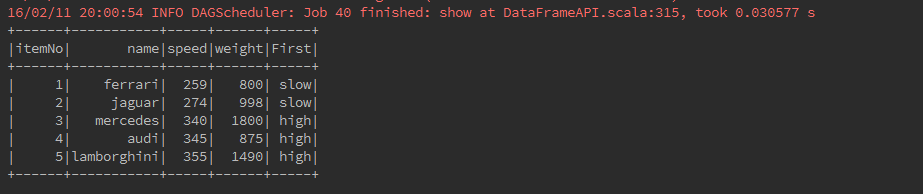 16/02/11 20:00:54 INFO DAGScheduler: Job 40 finished: show at DataFrameAPI.scala:315, took 0.030577 s
+------+-----------+-----+------+-----+
|itemNo|       name|speed|weight|First|
+------+-----------+-----+------+-----+
|     1|    ferrari|  259|   800| slow|
|     2|     jaguar|  274|   998| slow|
|     3|   mercedes|  340|  1800| high|
|     4|       audi|  345|   875| high|
|     5|lamborghini|  355|  1490| high|
+------+-----------+-----+------+-----+